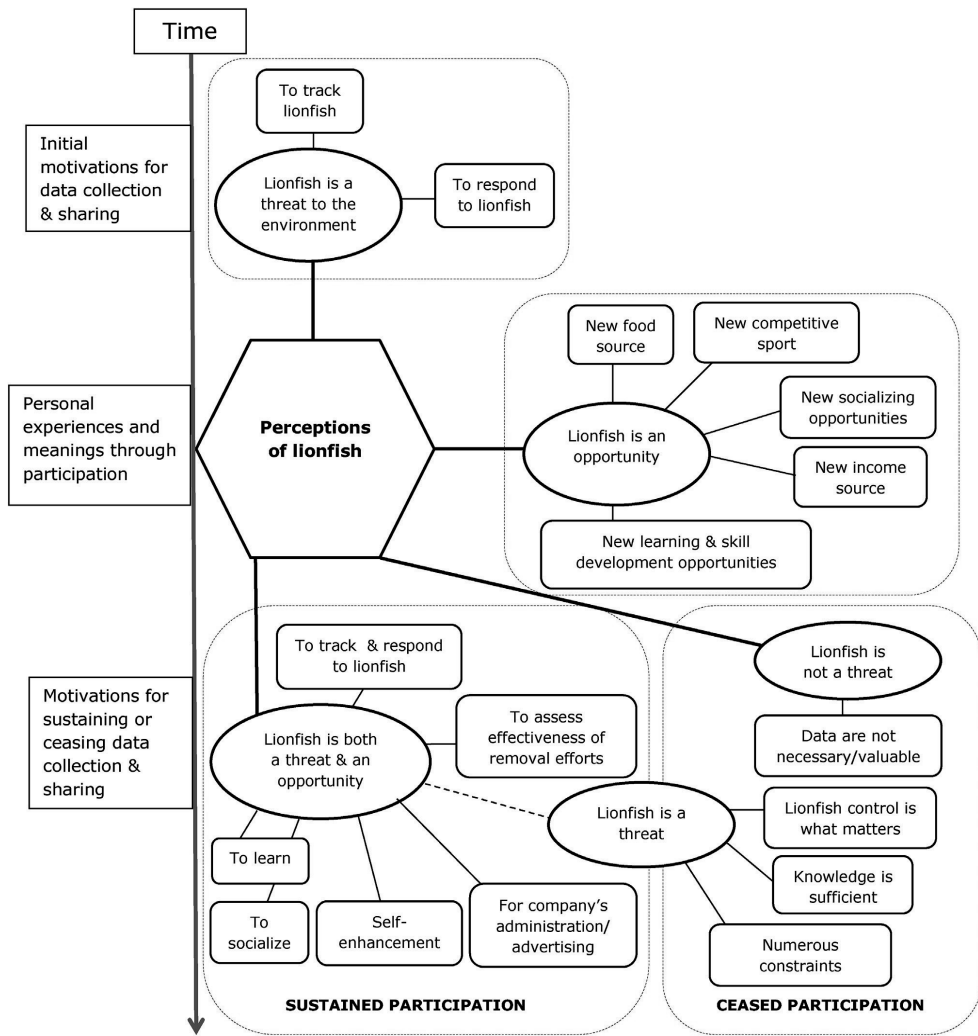 Time
Initial
motivations for
data collection
& sharing
To track
lionfish
Lionfish is a
threat to the
environment
To respond
to lionfish
Personal
experiences and
meanings through
participation
Perceptions
of lionfish
New food
source
New competitive
sport
New socializing
opportunities
Lionfish is an
opportunity
New income
source
New learning & skill
development opportunities
Motivations for
sustaining or
ceasing data
collection &
sharing
To track & respond
to lionfish
Lionfish is both
a threat & an
opportunity
To assess
effectiveness of
removal efforts
To learn
To
socialize
Self-
enhancement
For company's
administration/
advertising
SUSTAINED PARTICIPATION
Lionfish is
not a threat
Data are not
necessary/valuable
Lionfish is a
threat
Lionfish control is
what matters
Knowledge is
sufficient
Numerous
constraints
CEASED PARTICIPATION